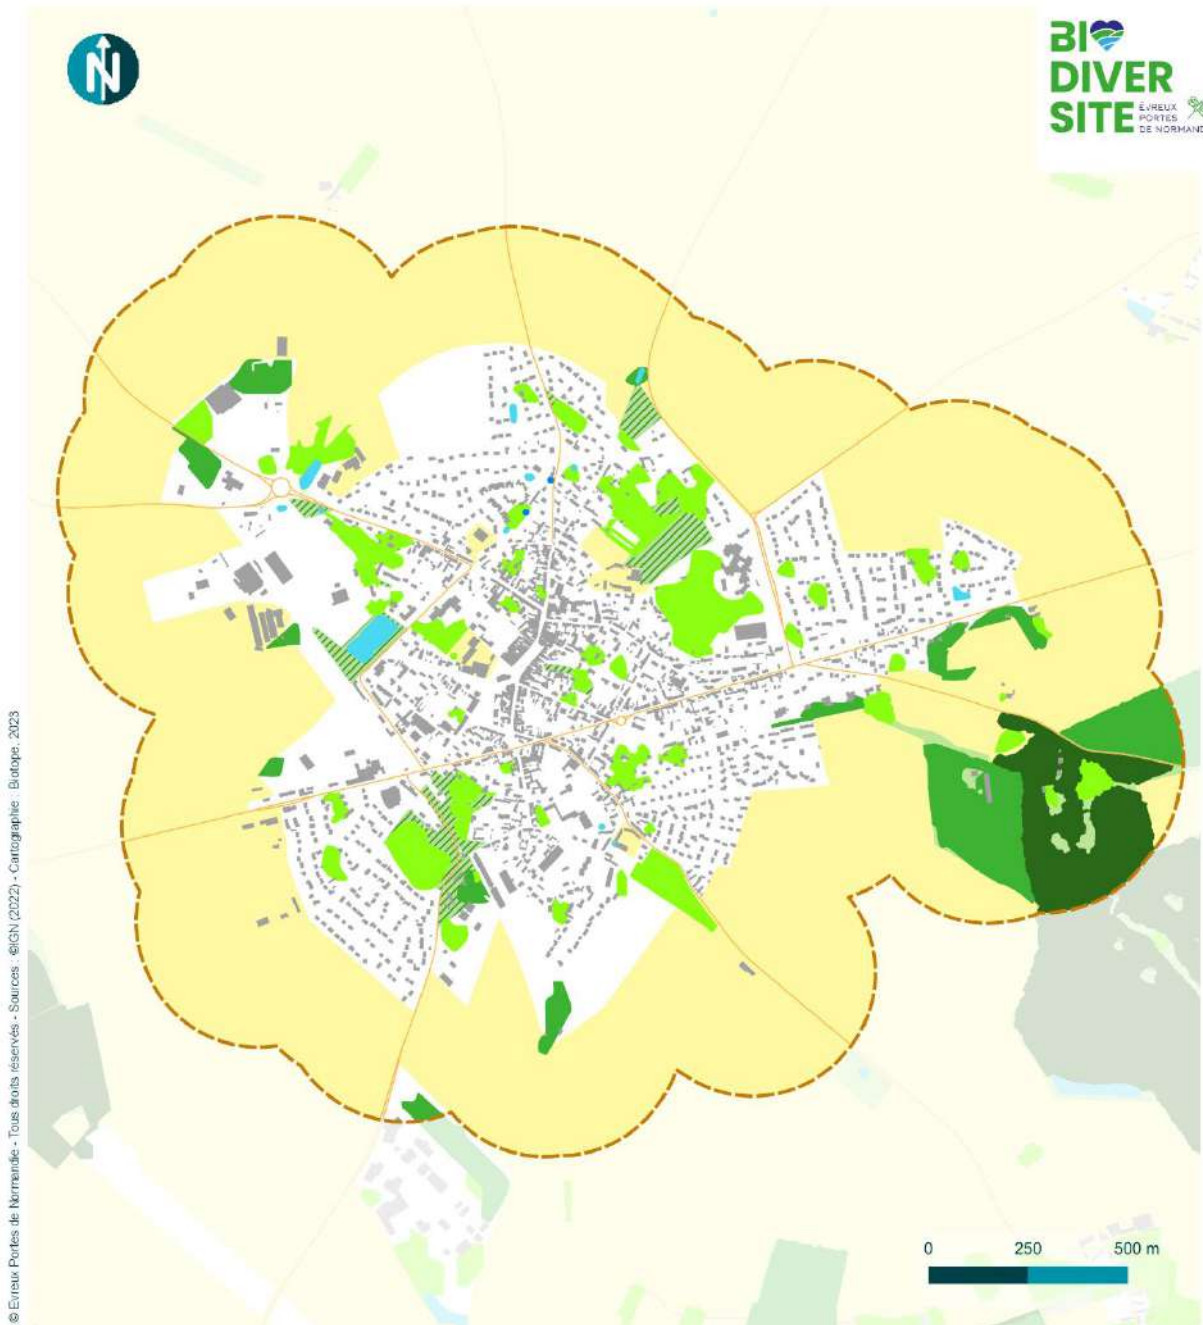 N
BI
DIVER
SITE
ÉVREUX
PORTES
DE NORMAND
© Evreux Portes de Normandie - Tous droits réservés - Sources : ©IGN (2022) - Cartographie : Biotope, 2023
0 250 500 m